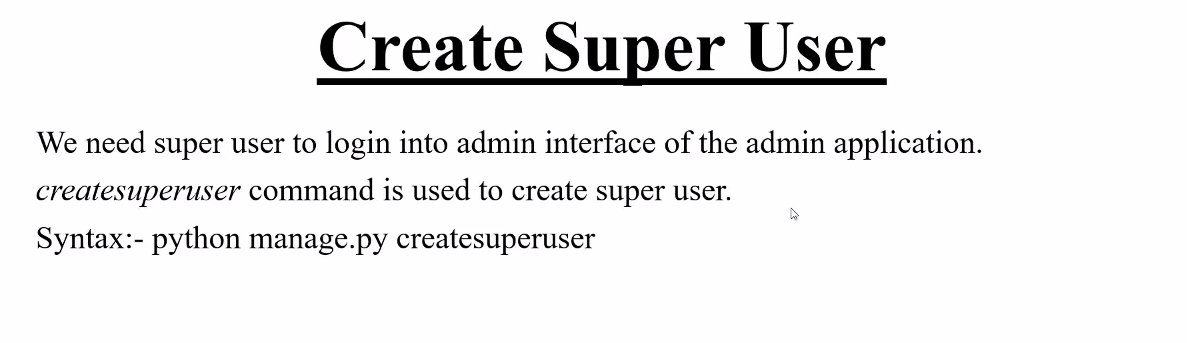 Create Super User
We need super user to login into admin interface of the admin application.
createsuperuser command is used to create super user.
Syntax:- python manage.py createsuperuser